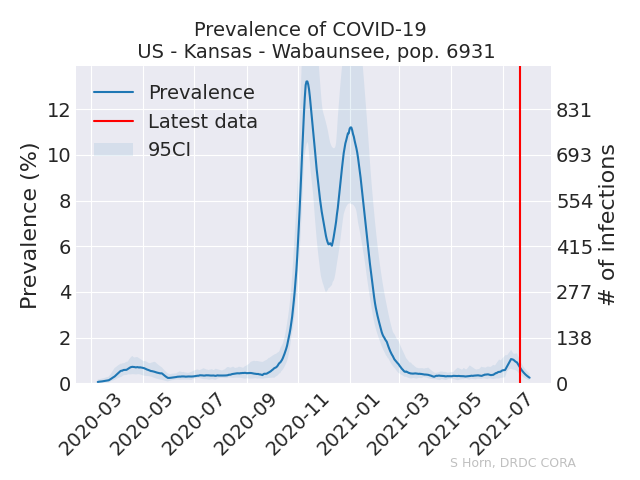 Prevalence of COVID-19
US - Kansas - Wabaunsee, pop. 6931
Prevalence
Latest data
95CI
Prevalence (%)
12
10
8
6
4
2
0
831
693
554
415
277
138
0
# of infections
2020-03
2020-05
2020-07
2020-09
2020-11
2021-01
2021-03
2021-05
2021-07
S Horn, DRDC CORA